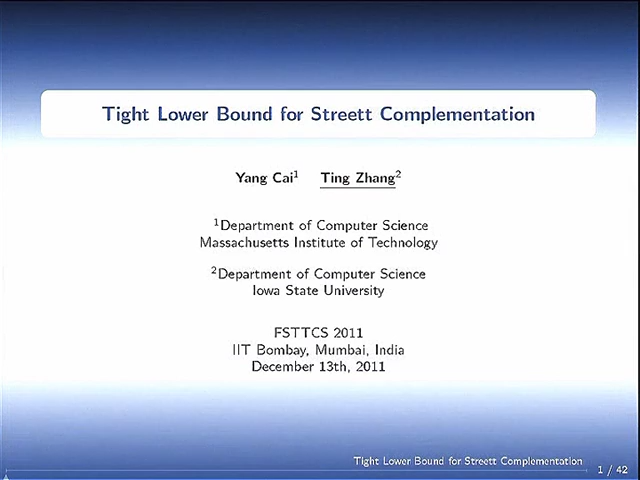 Tight Lower Bound for Streett Complementation
Yang Cai¹ Ting Zhang²
¹Department of Computer Science
Massachusetts Institute of Technology
²Department of Computer Science
Iowa State University
FSTTCS 2011
IIT Bombay, Mumbai, India
December 13th, 2011
Tight Lower Bound for Streett Complementation
1 / 42